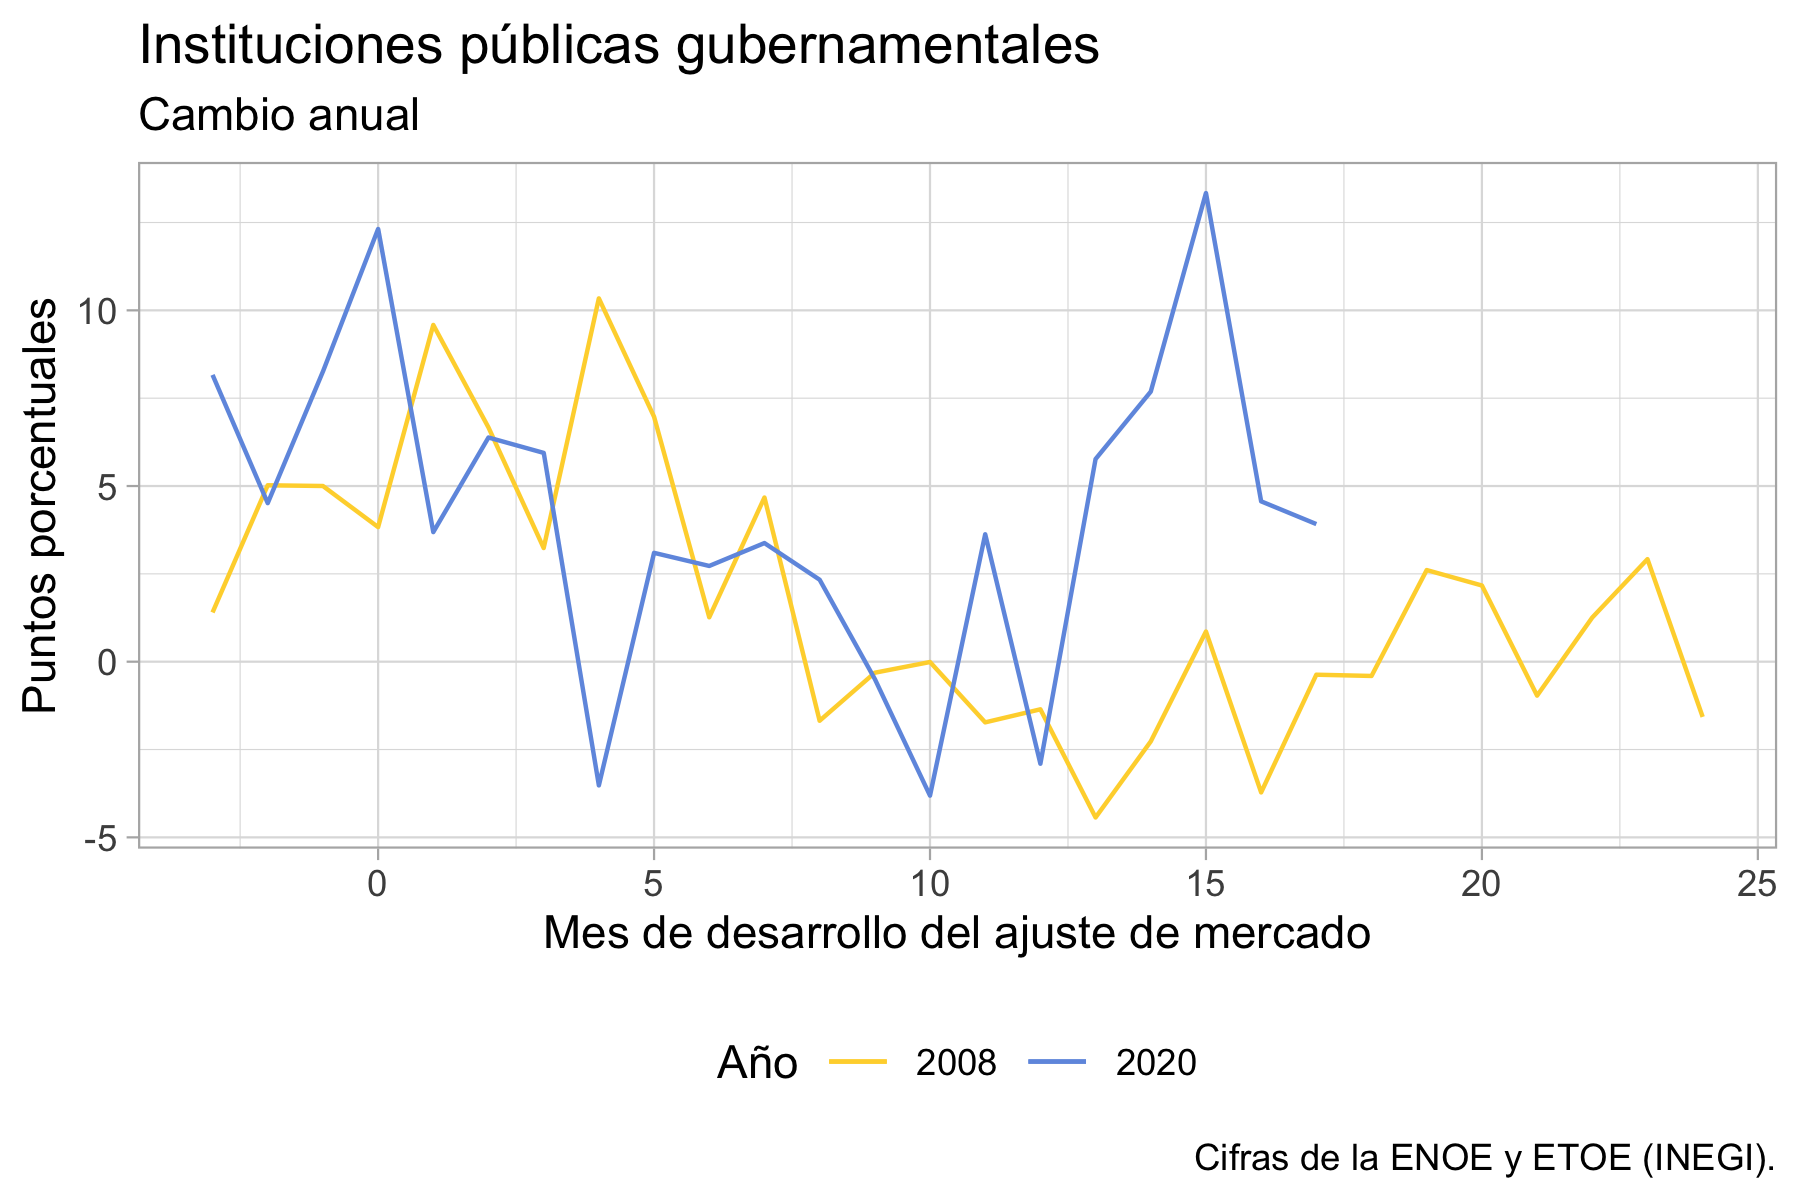 Instituciones públicas gubernamentales
Cambio anual
Puntos porcentuales
10
5
0
-5
0 5 10 15 20 25
Mes de desarrollo del ajuste de mercado
Año 2008 2020
Cifras de la ENOE y ETOE (INEGI).